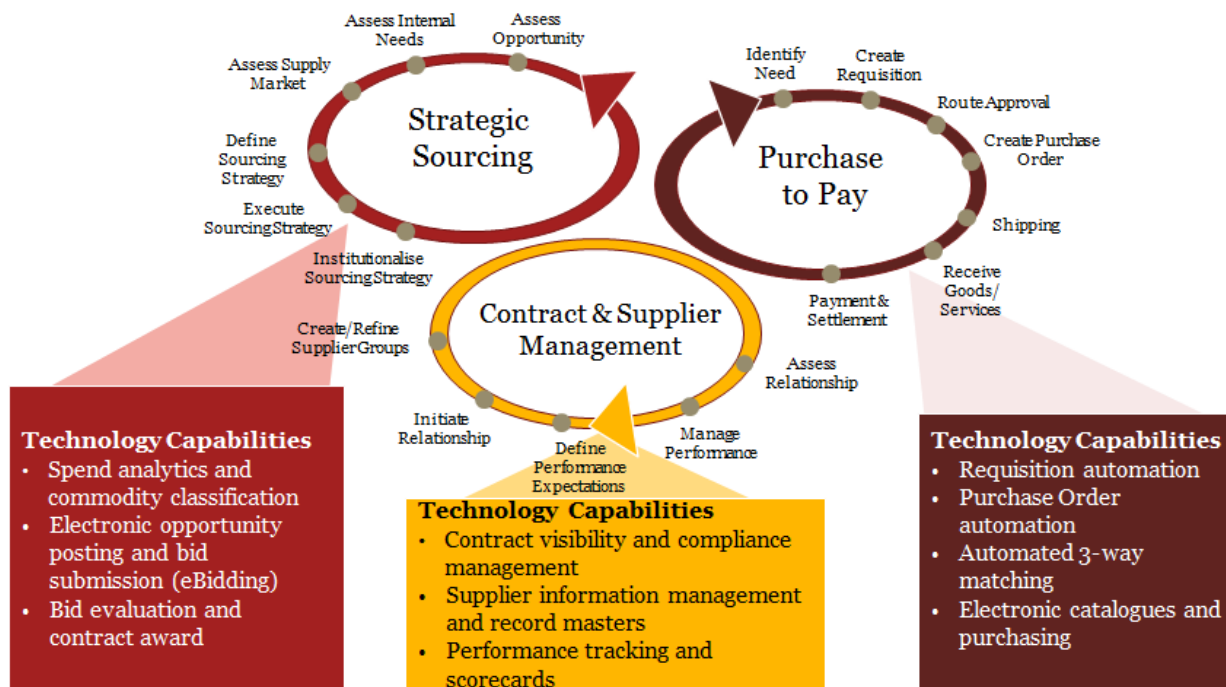 Assess Internal
Needs
Assess
Opportunity
Assess Supply
Market
Define
Sourcing
Strategy
Execute
Sourcing Strategy
Institutionalise
Sourcing Strategy
Strategic
Sourcing
Identify
Need
Create
Requisition
Route Approval
Create Purchase
Order
Shipping
Receive
Goods/
Services
Payment &
Settlement
Purchase
to Pay
Contract & Supplier
Management
Create/Refine
Supplier Groups
Initiate
Relationship
Define
Performance
Expectations
Manage
Performance
Assess
Relationship
Technology Capabilities
• Spend analytics and
commodity classification
• Electronic opportunity
posting and bid
submission (eBidding)
• Bid evaluation and
contract award
Technology Capabilities
• Contract visibility and compliance
management
• Supplier information management
and record masters
• Performance tracking and
scorecards
Technology Capabilities
• Requisition automation
• Purchase Order
automation
• Automated 3-way
matching
• Electronic catalogues and
purchasing